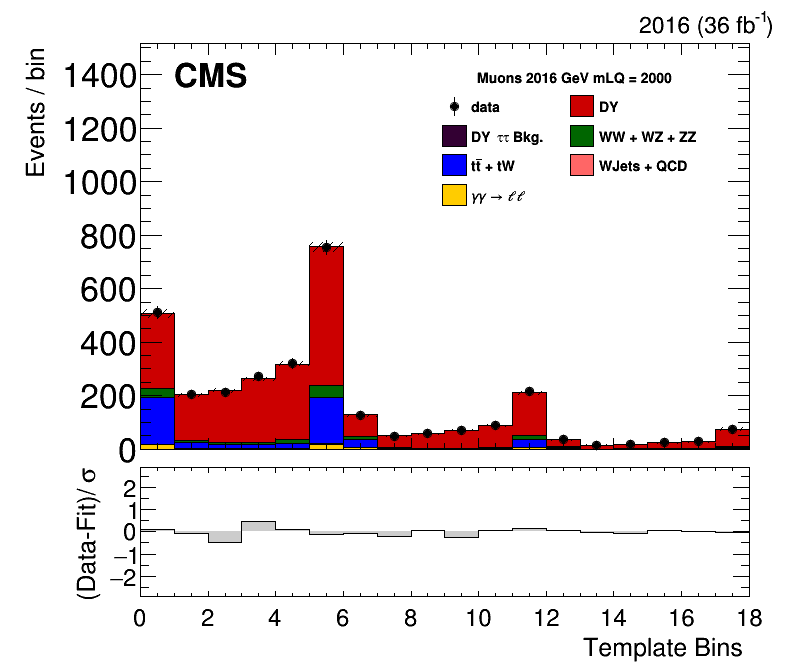 2016 (36 fb-1)
CMS
Muons 2016 GeV mLQ = 2000
data
DY
DY ττ Bkg.
WW + WZ + ZZ
tt̄ + tW
WJets + QCD
γγ → ℓℓ
Events / bin
1400
1200
1000
800
600
400
200
0
(Data-Fit)/ σ
2
1
0
−1
−2
0 2 4 6 8 10 12 14 16 18
Template Bins